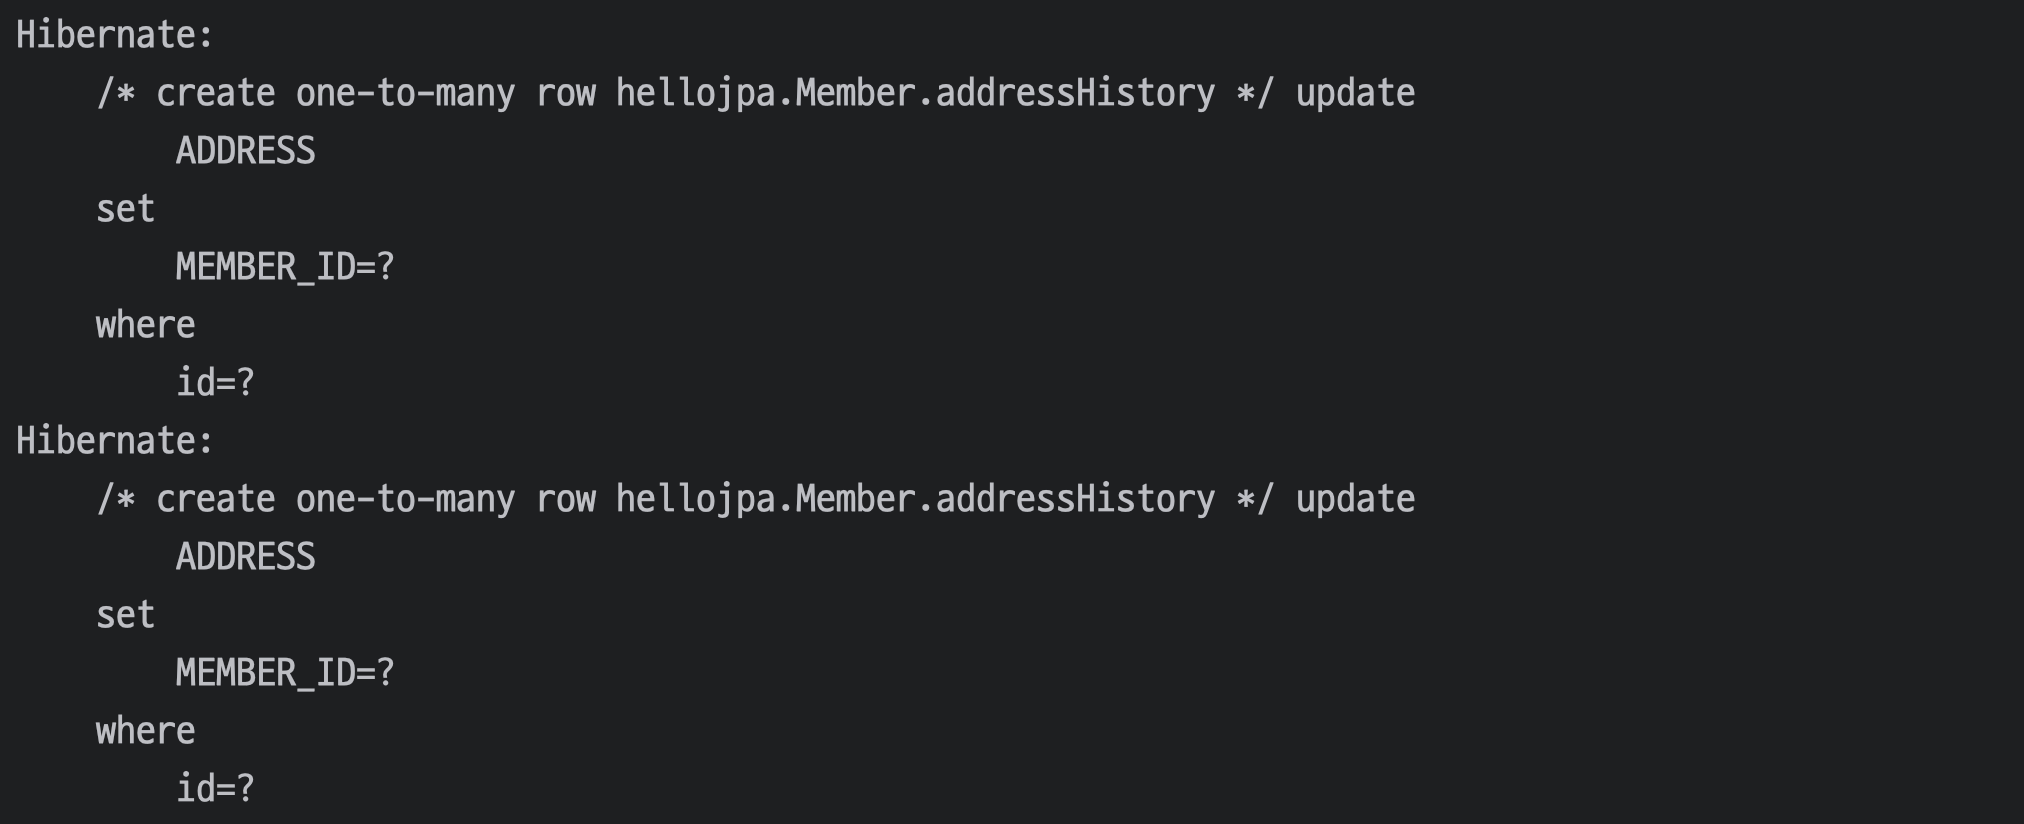 Hibernate:
    /* create one-to-many row hellojpa.Member.addressHistory */ update
        ADDRESS
    set
        MEMBER_ID=?
    where
        id=?
Hibernate:
    /* create one-to-many row hellojpa.Member.addressHistory */ update
        ADDRESS
    set
        MEMBER_ID=?
    where
        id=?